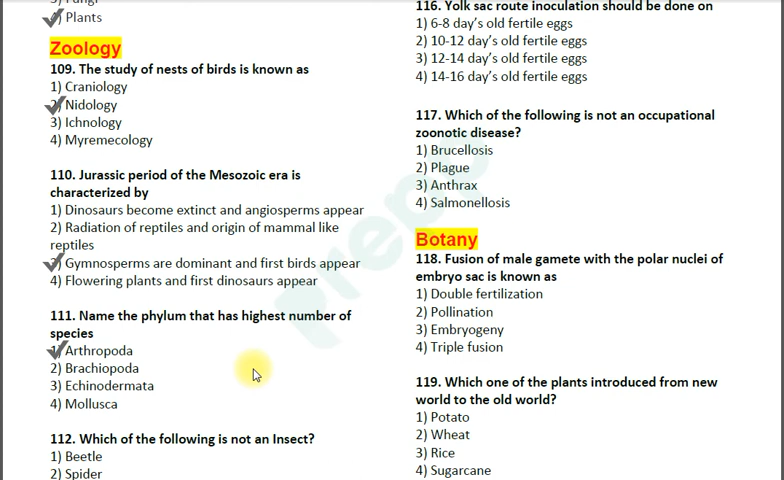 3) Fungi
4) Plants
Zoology
109. The study of nests of birds is known as
1) Craniology
2) Nidology
3) Ichnology
4) Myremecology
110. Jurassic period of the Mesozoic era is
characterized by
1) Dinosaurs become extinct and angiosperms appear
2) Radiation of reptiles and origin of mammal like
reptiles
3) Gymnosperms are dominant and first birds appear
4) Flowering plants and first dinosaurs appear
111. Name the phylum that has highest number of
species
1) Arthropoda
2) Brachiopoda
3) Echinodermata
4) Mollusca
112. Which of the following is not an Insect?
1) Beetle
2) Spider
116. Yolk sac route inoculation should be done on
1) 6-8 day's old fertile eggs
2) 10-12 day's old fertile eggs
3) 12-14 day's old fertile eggs
4) 14-16 day's old fertile eggs
117. Which of the following is not an occupational
zoonotic disease?
1) Brucellosis
2) Plague
3) Anthrax
4) Salmonellosis
Botany
118. Fusion of male gamete with the polar nuclei of
embryo sac is known as
1) Double fertilization
2) Pollination
3) Embryogeny
4) Triple fusion
119. Which one of the plants introduced from new
world to the old world?
1) Potato
2) Wheat
3) Rice
4) Sugarcane
prepp